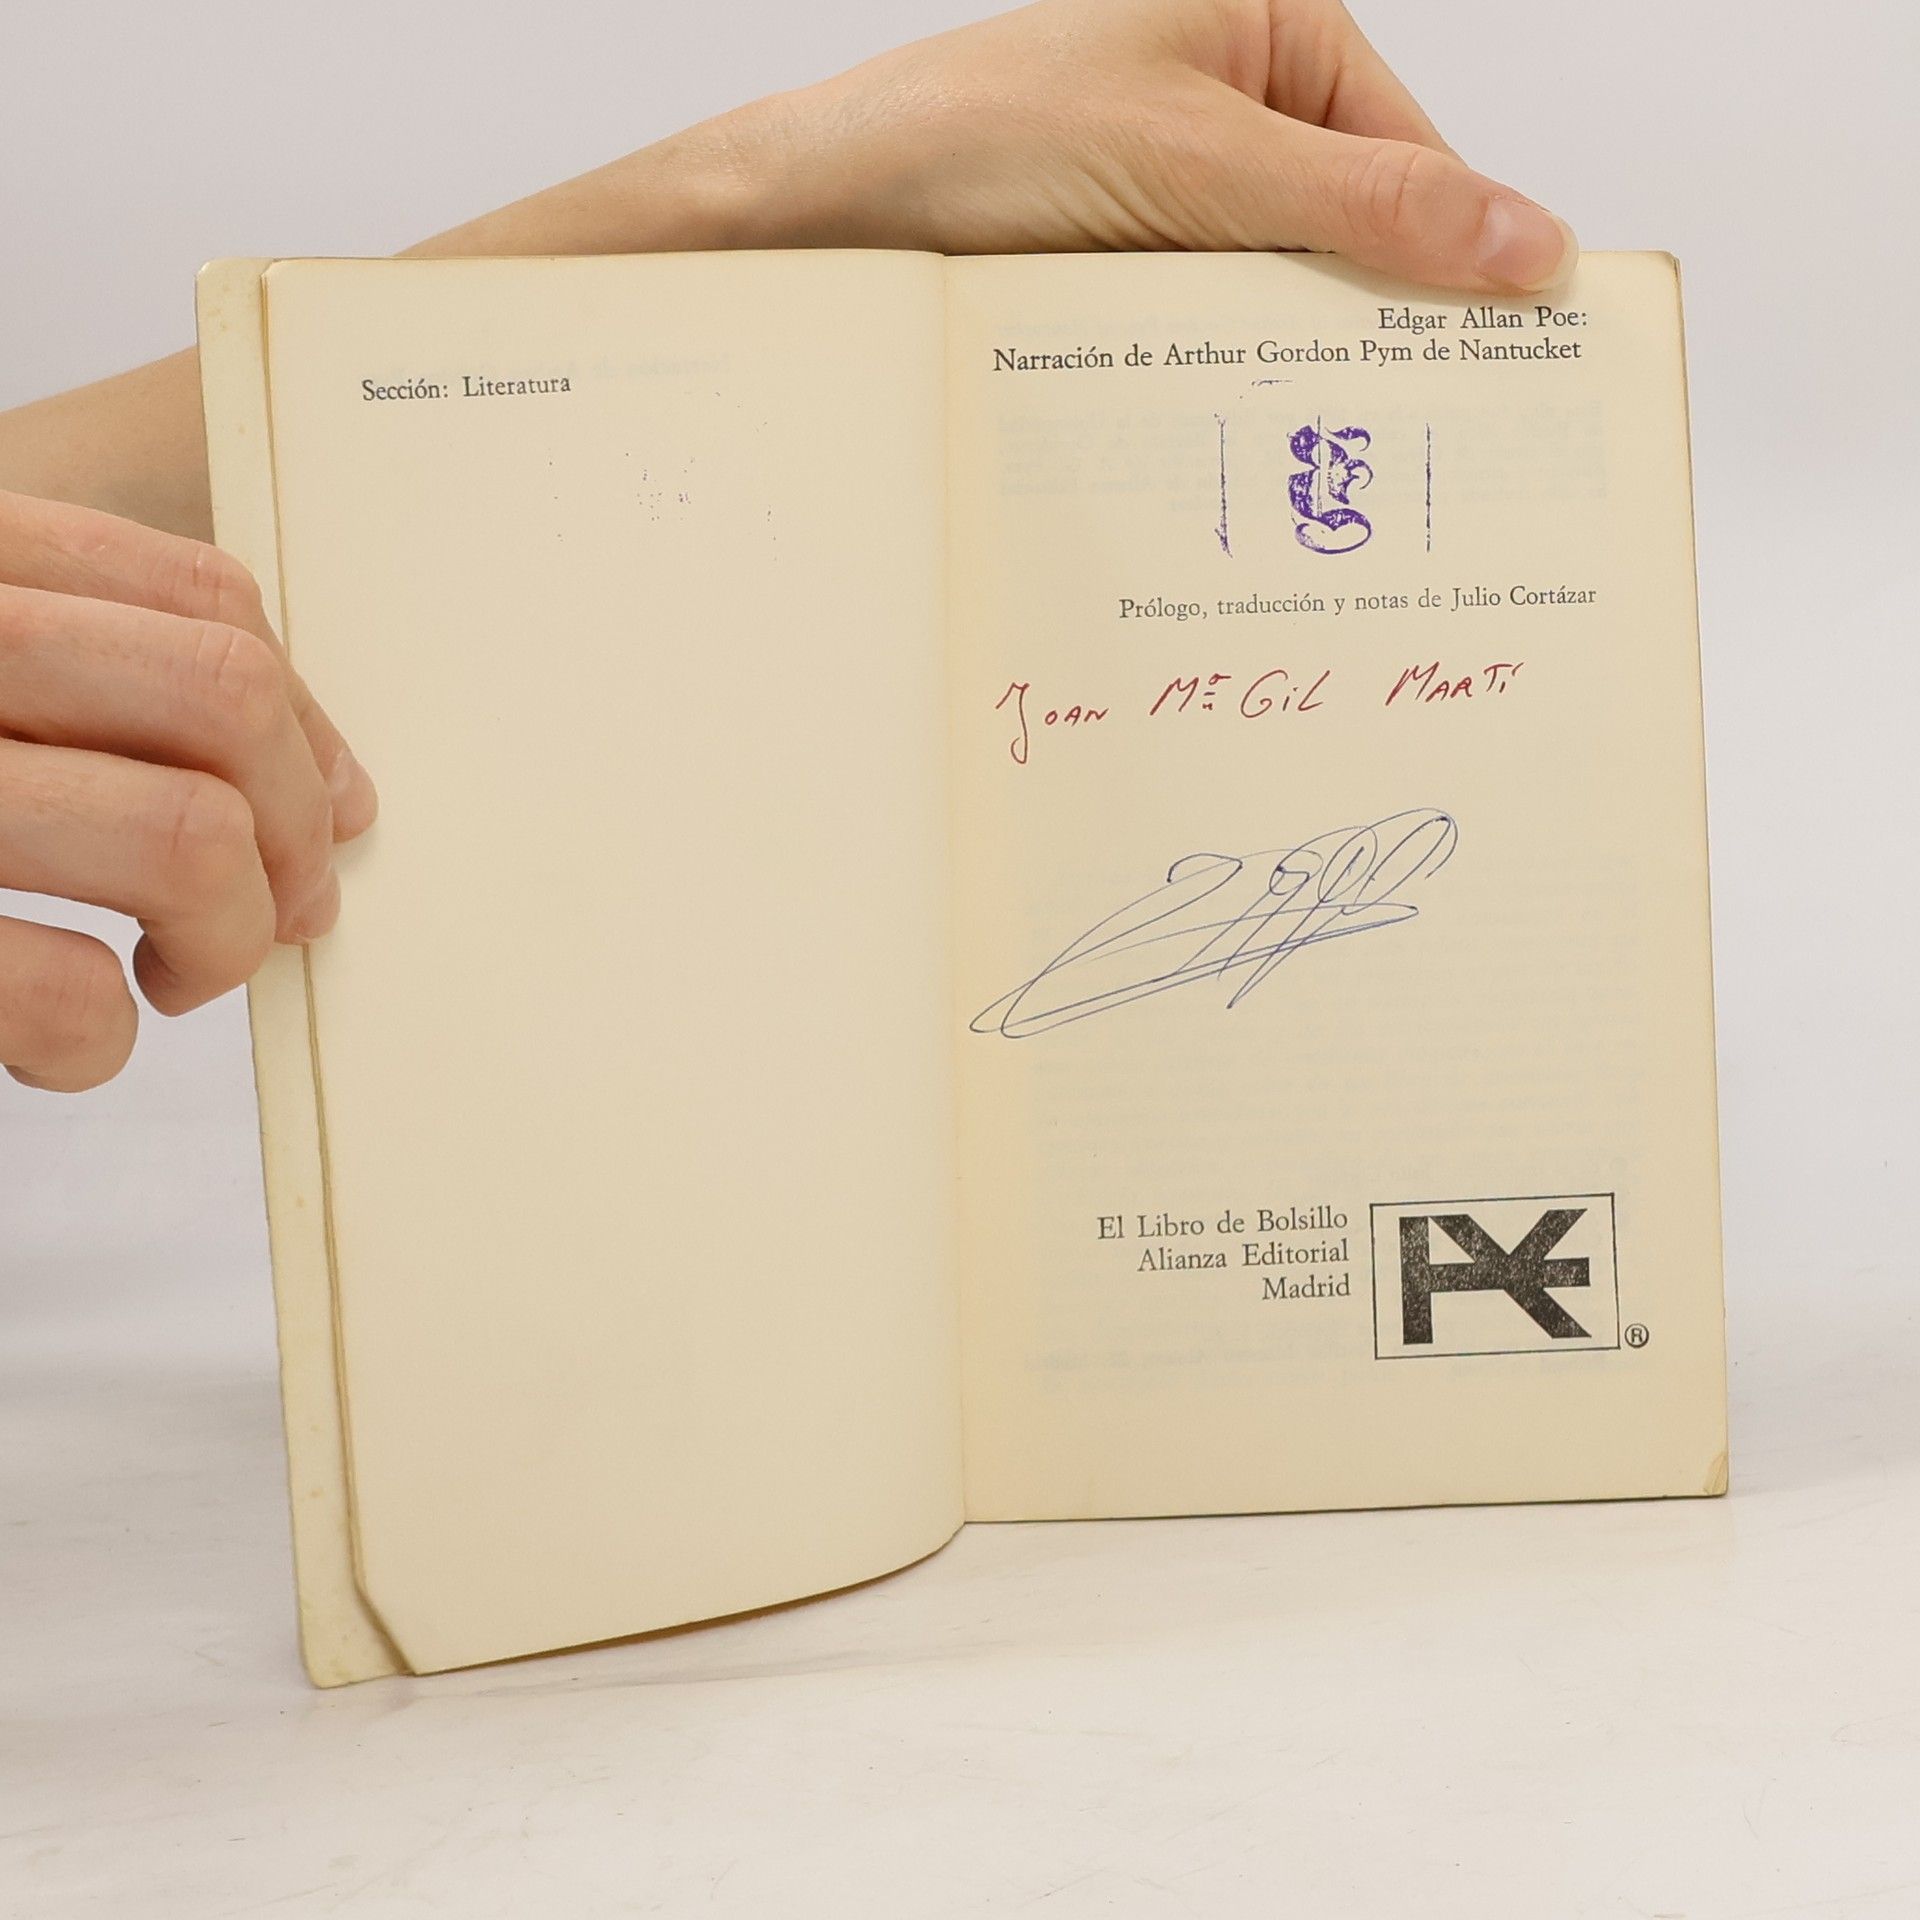 Sección: Literatura
Edgar Allan Poe:
Narración de Arthur Gordon Pym de Nantucket
Prólogo, traducción y notas de Julio Cortázar
JOAN Mª GIL MARTÍ
El Libro de Bolsillo
Alianza Editorial
Madrid
®